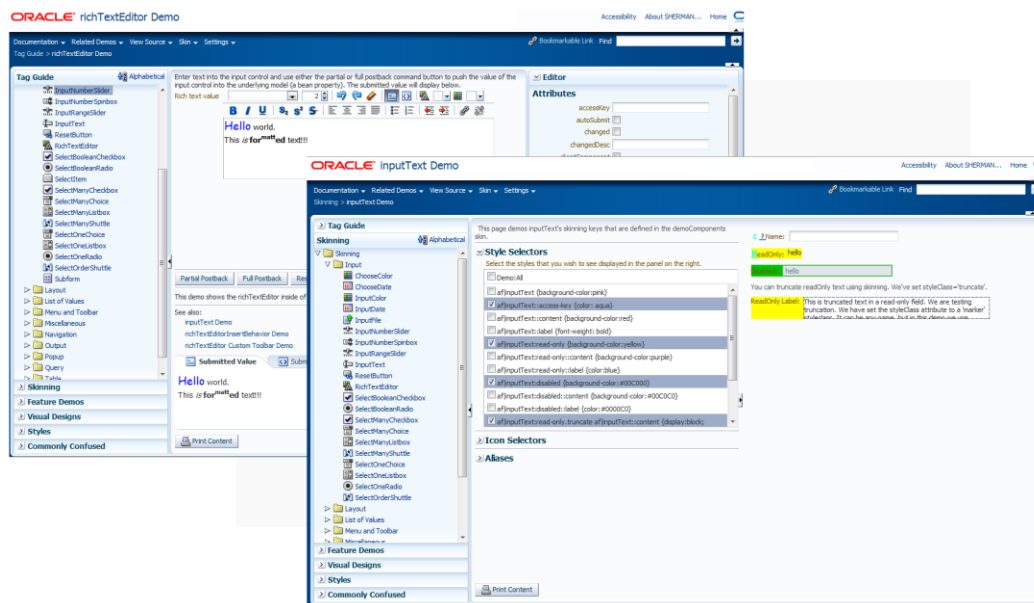 ORACLE richTextEditor Demo
Accessibility About SHERMAN... Home
Documentation Related Demos View Source Skin Settings
Bookmarkable Link Find
Tag Guide > richTextEditor Demo
Tag Guide
Alphabetical
InputNumberSlider
InputNumberSpinbox
InputRangeSlider
InputText
ResetButton
RichTextEditor
SelectBooleanCheckbox
SelectBooleanRadio
SelectItem
SelectManyCheckbox
SelectManyChoice
SelectManyListbox
SelectManyShuttle
SelectOneChoice
SelectOneListbox
SelectOneRadio
SelectOrderShuttle
Subform
Layout
List of Values
Menu and Toolbar
Miscellaneous
Navigation
Output
Popup
Query
Table
Skinning
Feature Demos
Visual Designs
Styles
Commonly Confused
Enter text into the input control and use either the partial or full postback command button to push the value of the
input control into the underlying model (a bean property). The submitted value will display below.
Rich text value
2
B I U S₂ S² S
Hello world.
This is formatted text!!!
Partial Postback Full Postback
This demo shows the richTextEditor inside of
See also:
inputText Demo
richTextEditorInsertBehavior Demo
richTextEditor Custom Toolbar Demo
Submitted Value
Hello world.
This is formatted text!!!
Print Content
Editor
Attributes
accessKey
autoSubmit
changed
changedDesc
ORACLE inputText Demo
Accessibility About SHERMAN... Home
Documentation Related Demos View Source Skin Settings
Bookmarkable Link Find
Skinning > inputText Demo
Tag Guide
Skinning
Alphabetical
Skinning
Input
ChooseColor
ChooseDate
InputColor
InputDate
InputFile
InputNumberSlider
InputNumberSpinbox
InputRangeSlider
InputText
ResetButton
RichTextEditor
SelectBooleanCheckbox
SelectBooleanRadio
SelectManyCheckbox
SelectManyChoice
SelectManyListbox
SelectManyShuttle
SelectOneChoice
SelectOneListbox
SelectOneRadio
SelectOrderShuttle
Layout
List of Values
Menu and Toolbar
Miscellaneous
Feature Demos
Visual Designs
Styles
Commonly Confused
This page demos inputText's skinning keys that are defined in the demoComponents
skin.
Style Selectors
Select the styles that you wish to see displayed in the panel on the right.
Demo:All
af|inputText {background-color:pink}
af|inputText::access-key {color: aqua}
af|inputText::content {background-color:red}
af|inputText::label {font-weight: bold}
af|inputText:read-only {background-color:yellow}
af|inputText:read-only::content {background-color:purple}
af|inputText:read-only::label {color:blue}
af|inputText:disabled {background-color:#00C000}
af|inputText:disabled::content {background-color:#00C0C0}
af|inputText:disabled::label {color:#0000C0}
af|inputText:read-only.truncate af|inputText::content {display:block;
Icon Selectors
Aliases
Print Content
?Name:
ReadOnly: hello
hello
You can truncate readOnly text using skinning. We've set styleClass='truncate'.
ReadOnly Label: This is truncated text in a read-only field. We are testing
truncation. We have set the styleClass attribute to a 'marker'
styleclass. It can be any name, but in this demo we use